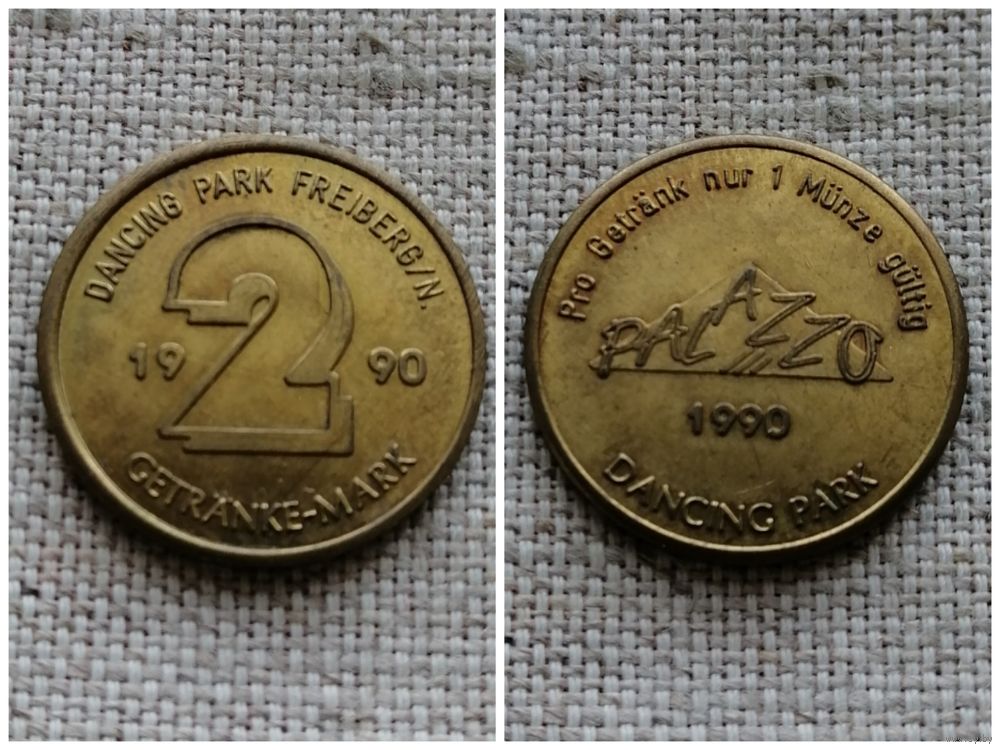 DANCING PARK FREIBERG/N.
2
19 90
GETRÄNKE-MARK
Pro Getränk nur 1 Münze gültig
PALAZZO
1990
DANCING PARK